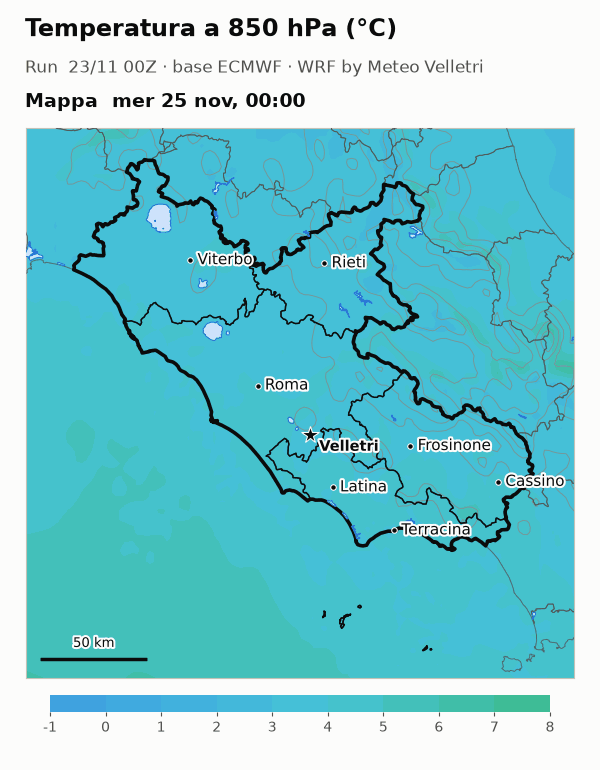 Temperatura a 850 hPa (°C)
Run  23/11 00Z · base ECMWF · WRF by Meteo Velletri
Mappa  mer 25 nov, 00:00
Viterbo
Rieti
Roma
Velletri
Frosinone
Cassino
Latina
Terracina
50 km
-1 0 1 2 3 4 5 6 7 8